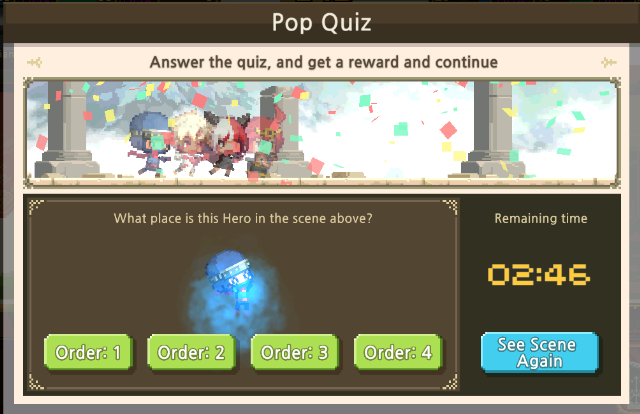 Pop Quiz
Answer the quiz, and get a reward and continue
What place is this Hero in the scene above?
Remaining time
02:46
Order: 1
Order: 2
Order: 3
Order: 4
See Scene
Again